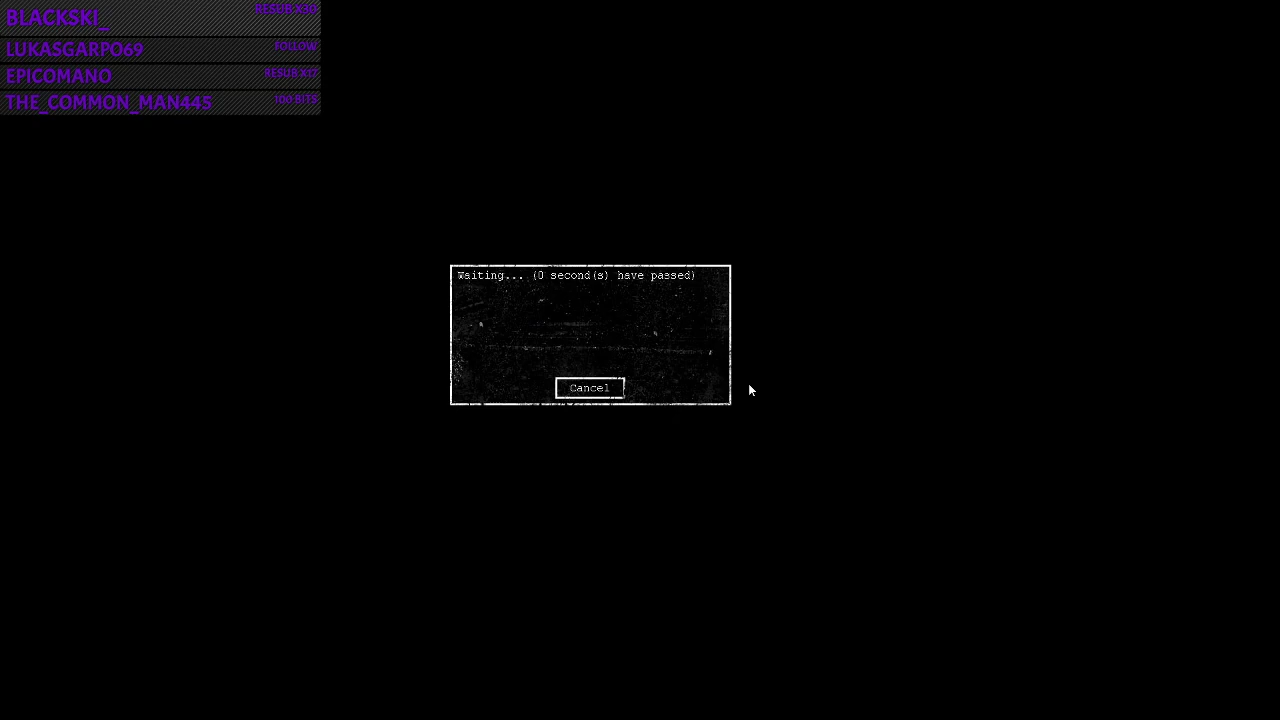 BLACKSKI_ RESUB X30
LUKASGARPO69 FOLLOW
EPICOMANO RESUB X17
THE_COMMON_MAN445 100 BITS
Waiting... (0 second(s) have passed)
Cancel